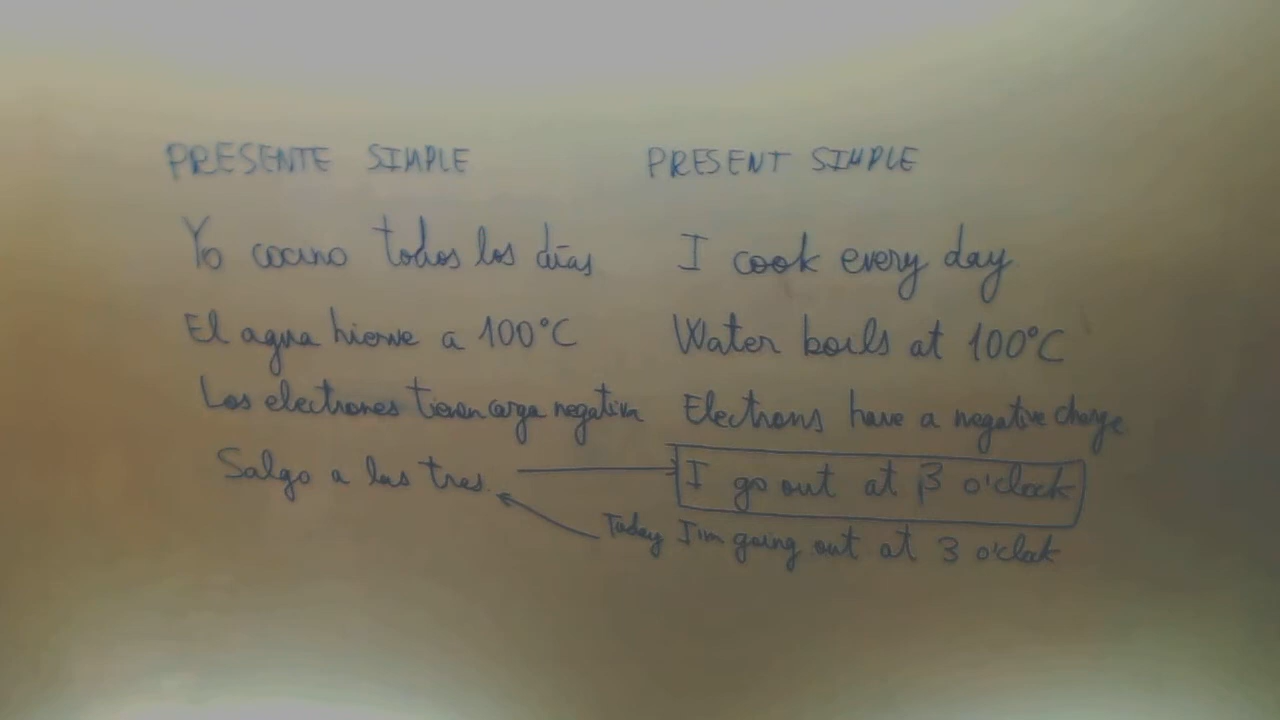 PRESENTE SIMPLE PRESENT SIMPLE
Yo cocino todos los días I cook every day
El agua hierve a 100°C Water boils at 100°C
Los electrones tienen carga negativa Electrons have a negative charge
Salgo a las tres. I go out at 3 o'clock
Today I'm going out at 3 o'clock